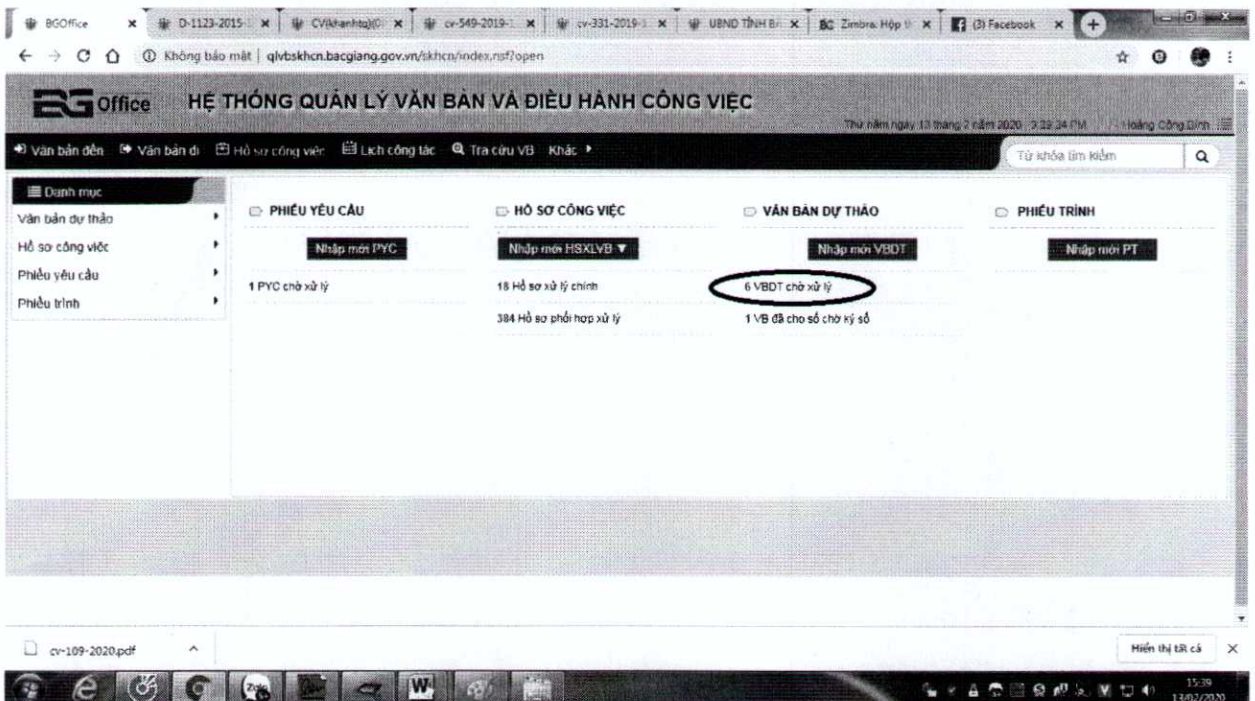 BGOffice
D-1123-2015-
CV(khanhtq)(
cv-549-2019-
cv-331-2019-
UBND TỈNH B
Zimbra: Hộp
(3) Facebook
Không bảo mật | qlvbskhcn.bacgiang.gov.vn/skhcn/index.nsf?open
BG Office HỆ THỐNG QUẢN LÝ VĂN BẢN VÀ ĐIỀU HÀNH CÔNG VIỆC
Thứ năm ngày 13 tháng 2 năm 2020 Hoàng Công Định
Văn bản đến Văn bản đi Hồ sơ công việc Lịch công tác Tra cứu VB Khác
Từ khóa tìm kiếm
Danh mục
Văn bản dự thảo
Hồ sơ công việc
Phiếu yêu cầu
Phiếu trình
PHIẾU YÊU CẦU
HỒ SƠ CÔNG VIỆC
VĂN BẢN DỰ THẢO
PHIẾU TRÌNH
Nhập mới PYC
Nhập mới HSXLVB ▼
Nhập mới VBDT
Nhập mới PT
1 PYC chờ xử lý
18 Hồ sơ xử lý chính
6 VBDT chờ xử lý
384 Hồ sơ phối hợp xử lý
1 VB đã cho số chờ ký số
cv-109-2020.pdf
Hiển thị tất cả
15:39
13/02/2020